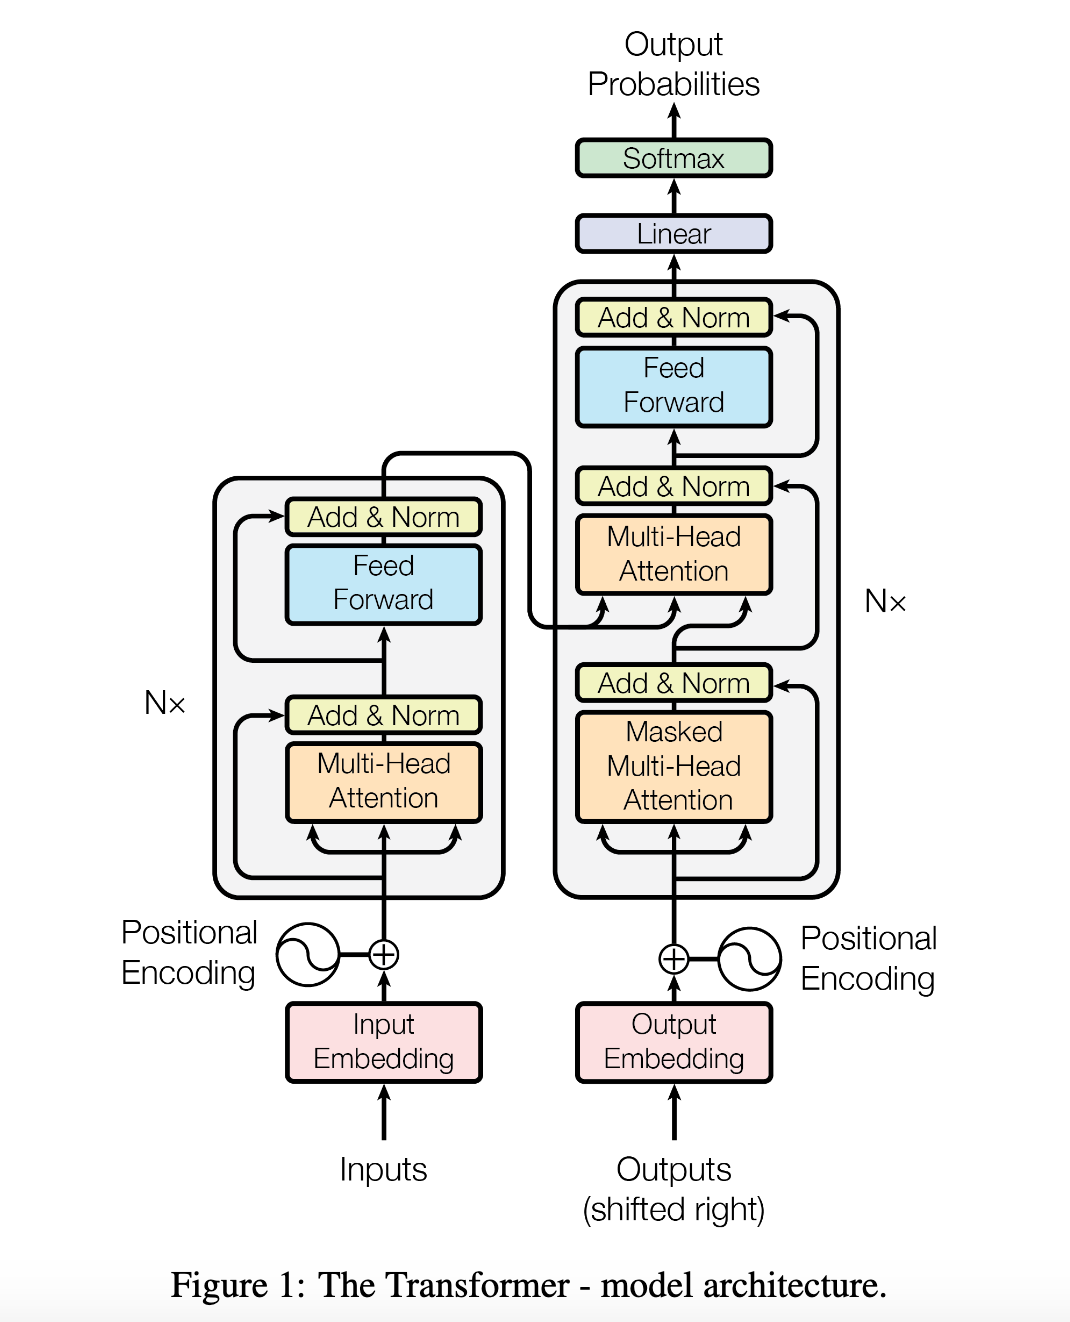 Output
Probabilities
Softmax
Linear
Add & Norm
Feed
Forward
Add & Norm
Multi-Head
Attention
Add & Norm
Masked
Multi-Head
Attention
N×
Add & Norm
Feed
Forward
Add & Norm
Multi-Head
Attention
N×
Positional
Encoding
Input
Embedding
Inputs
Positional
Encoding
Output
Embedding
Outputs
(shifted right)
Figure 1: The Transformer - model architecture.